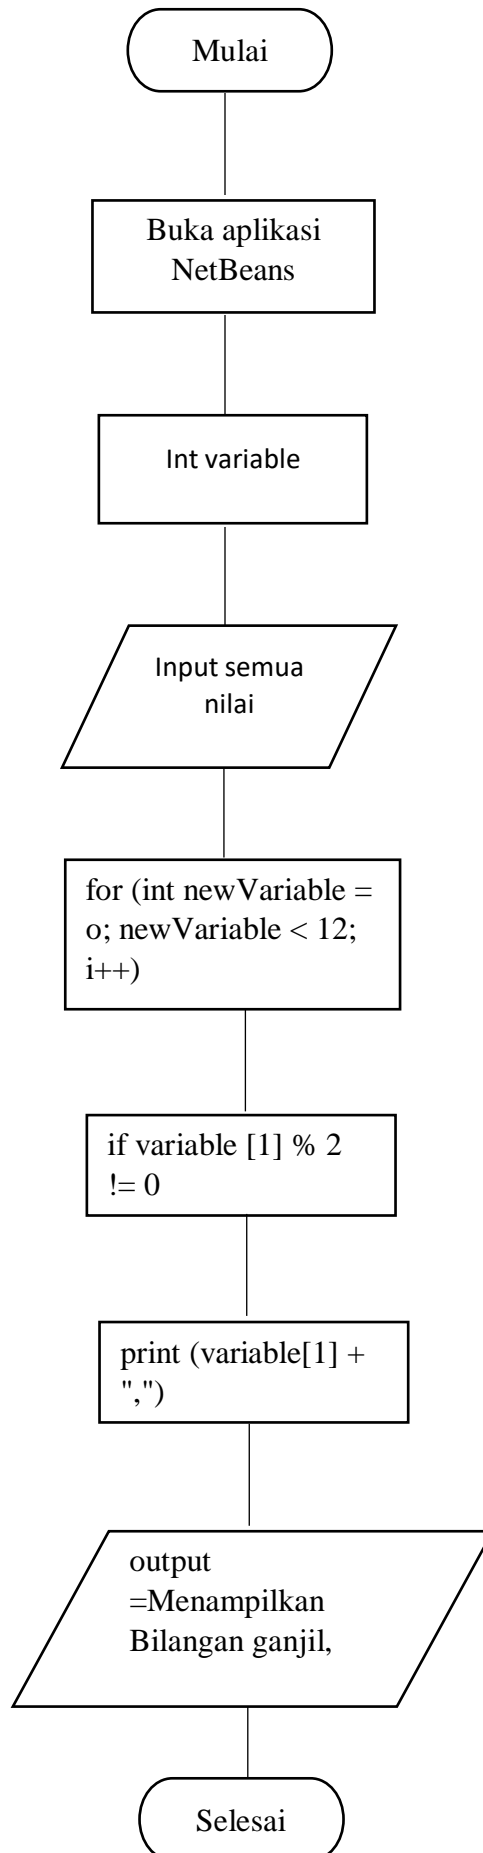 Mulai
Buka aplikasi
NetBeans
Int variable
Input semua
nilai
for (int newVariable =
o; newVariable < 12;
i++)
if variable [1] % 2
!= 0
print (variable[1] +
",")
output
=Menampilkan
Bilangan ganjil,
Selesai